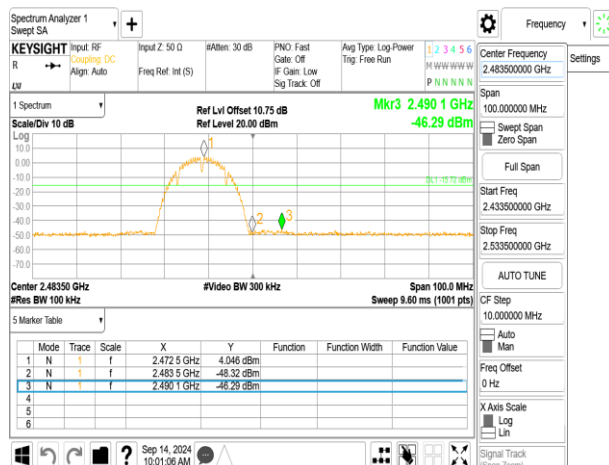 Spectrum Analyzer 1
Swept SA
Frequency
KEYSIGHT
R
LXI
Input: RF
Coupling: DC
Align: Auto
Input Z: 50 Ω
Freq Ref: Int (S)
#Atten: 30 dB
PNO: Fast
Gate: Off
IF Gain: Low
Sig Track: Off
Avg Type: Log-Power
Trig: Free Run
1 2 3 4 5 6
M W W W W W
P N N N N N
1 Spectrum
Scale/Div 10 dB
Ref Lvl Offset 10.75 dB
Ref Level 20.00 dBm
Mkr3 2.490 1 GHz
-46.29 dBm
Log
10.0
0.00
-10.0
-20.0
-30.0
-40.0
-50.0
-60.0
-70.0
1
2
3
DL1 -15.72 dBm
Center 2.48350 GHz
#Res BW 100 kHz
#Video BW 300 kHz
Span 100.0 MHz
Sweep 9.60 ms (1001 pts)
5 Marker Table
Mode Trace Scale X Y Function Function Width Function Value
1 N 1 f 2.472 5 GHz 4.046 dBm
2 N 1 f 2.483 5 GHz -48.32 dBm
3 N 1 f 2.490 1 GHz -46.29 dBm
4
5
6
Sep 14, 2024
10:01:06 AM
Center Frequency
2.483500000 GHz
Settings
Span
100.000000 MHz
Swept Span
Zero Span
Full Span
Start Freq
2.433500000 GHz
Stop Freq
2.533500000 GHz
AUTO TUNE
CF Step
10.000000 MHz
Auto
Man
Freq Offset
0 Hz
X Axis Scale
Log
Lin
Signal Track
(Span Zoom)